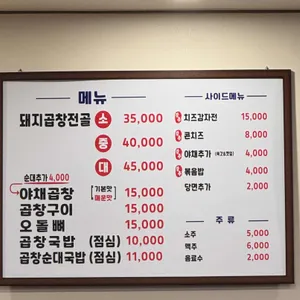 메뉴
돼지곱창전골 소 35,000
중 40,000
대 45,000
순대추가 4,000
야채곱창 [기본맛 매운맛] 15,000
곱창구이 15,000
오돌뼈 15,000
곱창국밥 (점심) 10,000
곱창순대국밥 (점심) 11,000
사이드메뉴
치즈감자전 15,000
콘치즈 8,000
야채추가 4,000
볶음밥 4,000
당면추가 2,000
주류
소주 5,000
맥주 6,000
음료수 2,000